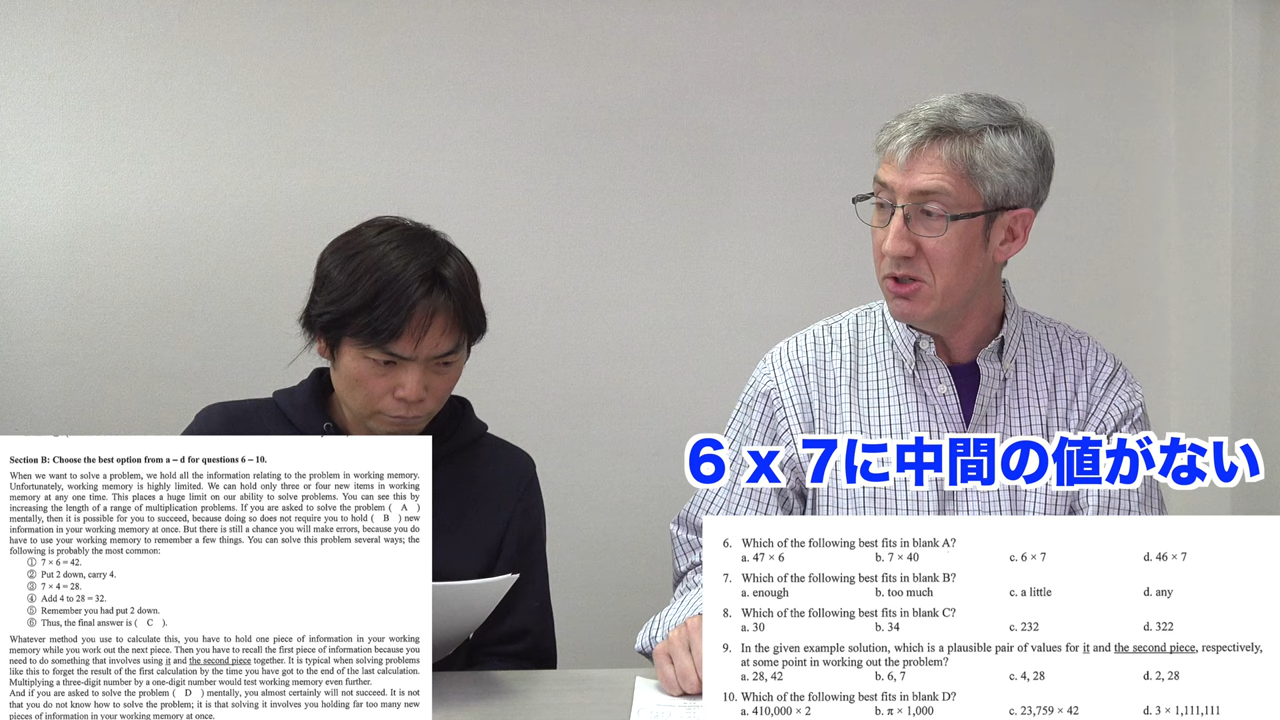 Section B: Choose the best option from a – d for questions 6 – 10.
When we want to solve a problem, we hold all the information relating to the problem in working memory.
Unfortunately, working memory is highly limited. We can hold only three or four new items in working
memory at any one time. This places a huge limit on our ability to solve problems. You can see this by
increasing the length of a range of multiplication problems. If you are asked to solve the problem ( A )
mentally, then it is possible for you to succeed, because doing so does not require you to hold ( B ) new
information in your working memory at once. But there is still a chance you will make errors, because you do
have to use your working memory to remember a few things. You can solve this problem several ways; the
following is probably the most common:
① 7 × 6 = 42.
② Put 2 down, carry 4.
③ 7 × 4 = 28.
④ Add 4 to 28 = 32.
⑤ Remember you had put 2 down.
⑥ Thus, the final answer is ( C ).
Whatever method you use to calculate this, you have to hold one piece of information in your working
memory while you work out the next piece. Then you have to recall the first piece of information because you
need to do something that involves using it and the second piece together. It is typical when solving problems
like this to forget the result of the first calculation by the time you have got to the end of the last calculation.
Multiplying a three-digit number by a one-digit number would test working memory even further.
And if you are asked to solve the problem ( D ) mentally, you almost certainly will not succeed. It is not
that you do not know how to solve the problem; it is that solving it involves you holding far too many new
pieces of information in your working memory at once.
6 x 7に中間の値がない
6. Which of the following best fits in blank A?
a. 47 × 6 b. 7 × 40 c. 6 × 7 d. 46 × 7
7. Which of the following best fits in blank B?
a. enough b. too much c. a little d. any
8. Which of the following best fits in blank C?
a. 30 b. 34 c. 232 d. 322
9. In the given example solution, which is a plausible pair of values for it and the second piece, respectively,
at some point in working out the problem?
a. 28, 42 b. 6, 7 c. 4, 28 d. 2, 28
10. Which of the following best fits in blank D?
a. 410,000 × 2 b. π × 1,000 c. 23,759 × 42 d. 3 × 1,111,111